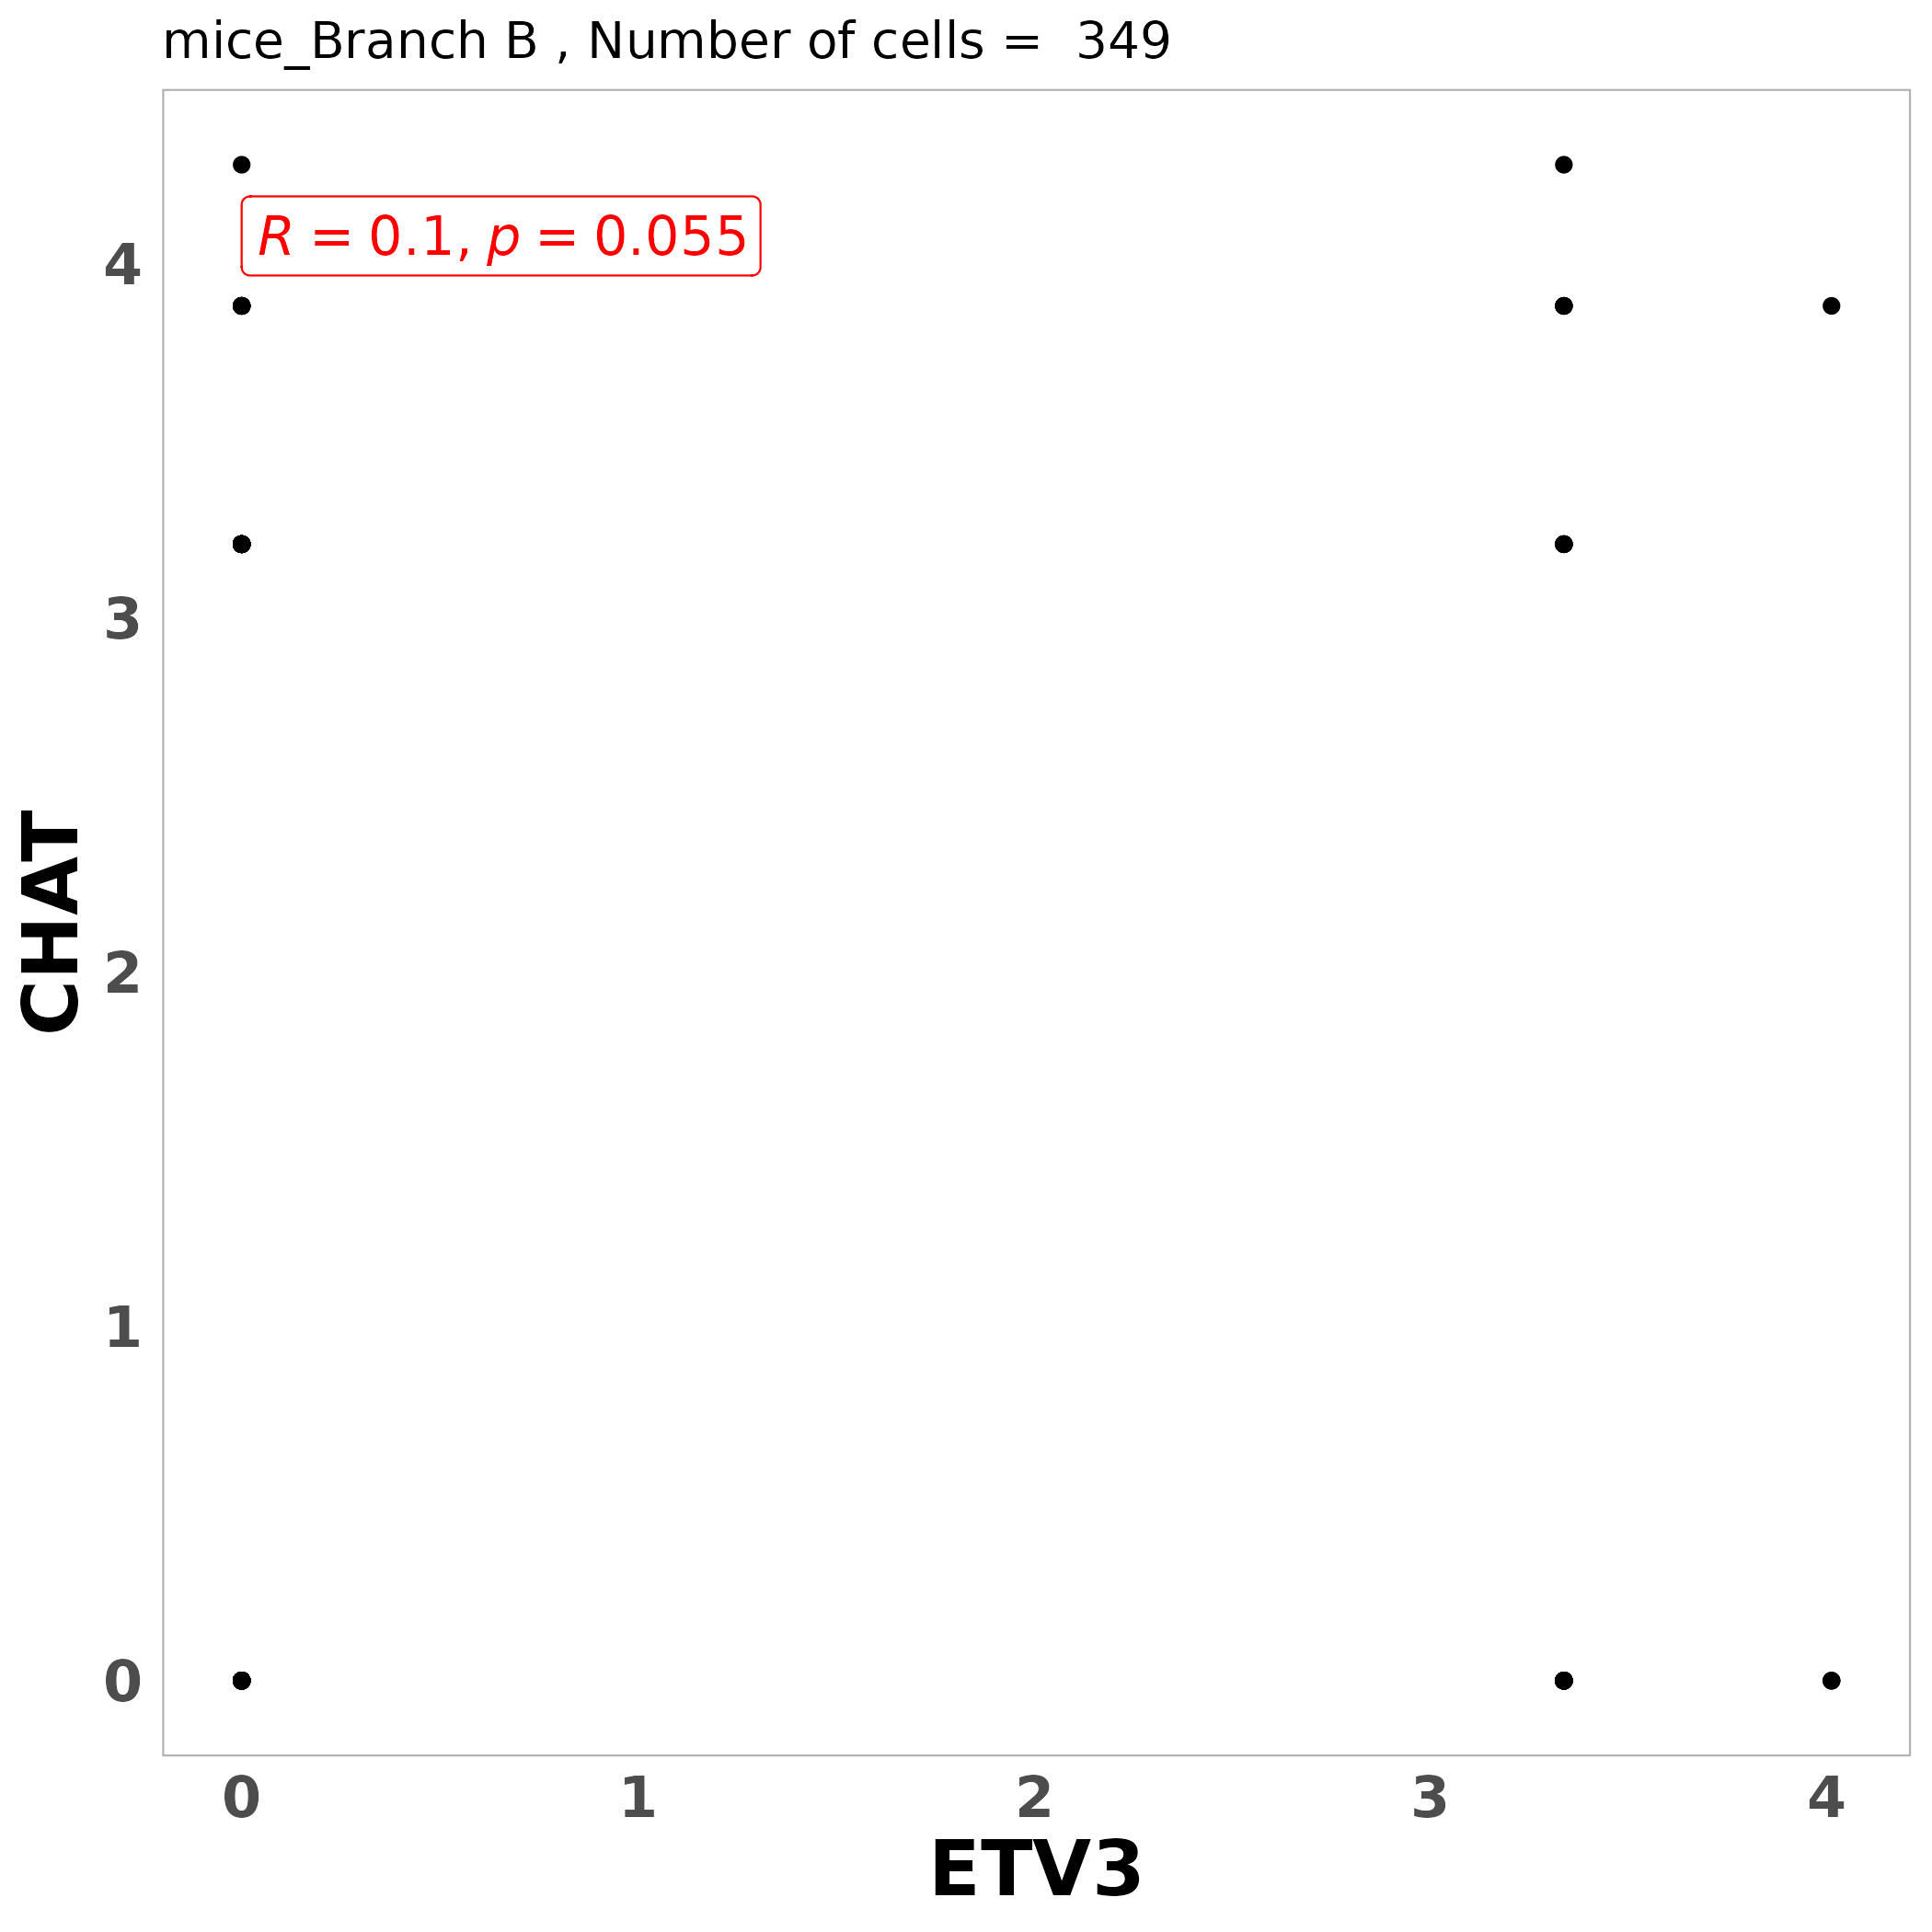 mice_Branch B , Number of cells =  349
R = 0.1, p = 0.055
4
3
2
1
0
CHAT
0 1 2 3 4
ETV3